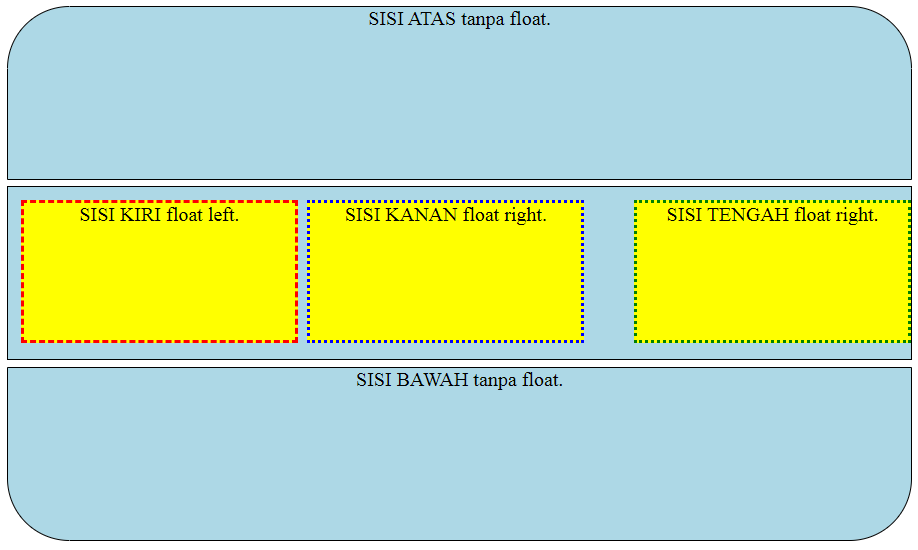 SISI ATAS tanpa float.
SISI KIRI float left.
SISI KANAN float right.
SISI TENGAH float right.
SISI BAWAH tanpa float.